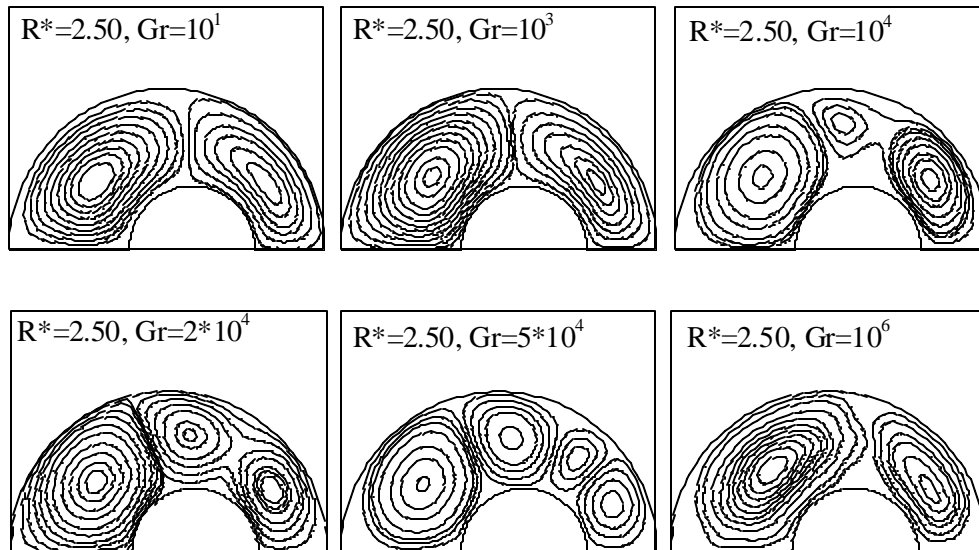 R*=2.50, Gr=10¹
R*=2.50, Gr=10³
R*=2.50, Gr=10⁴
R*=2.50, Gr=2*10⁴
R*=2.50, Gr=5*10⁴
R*=2.50, Gr=10⁶